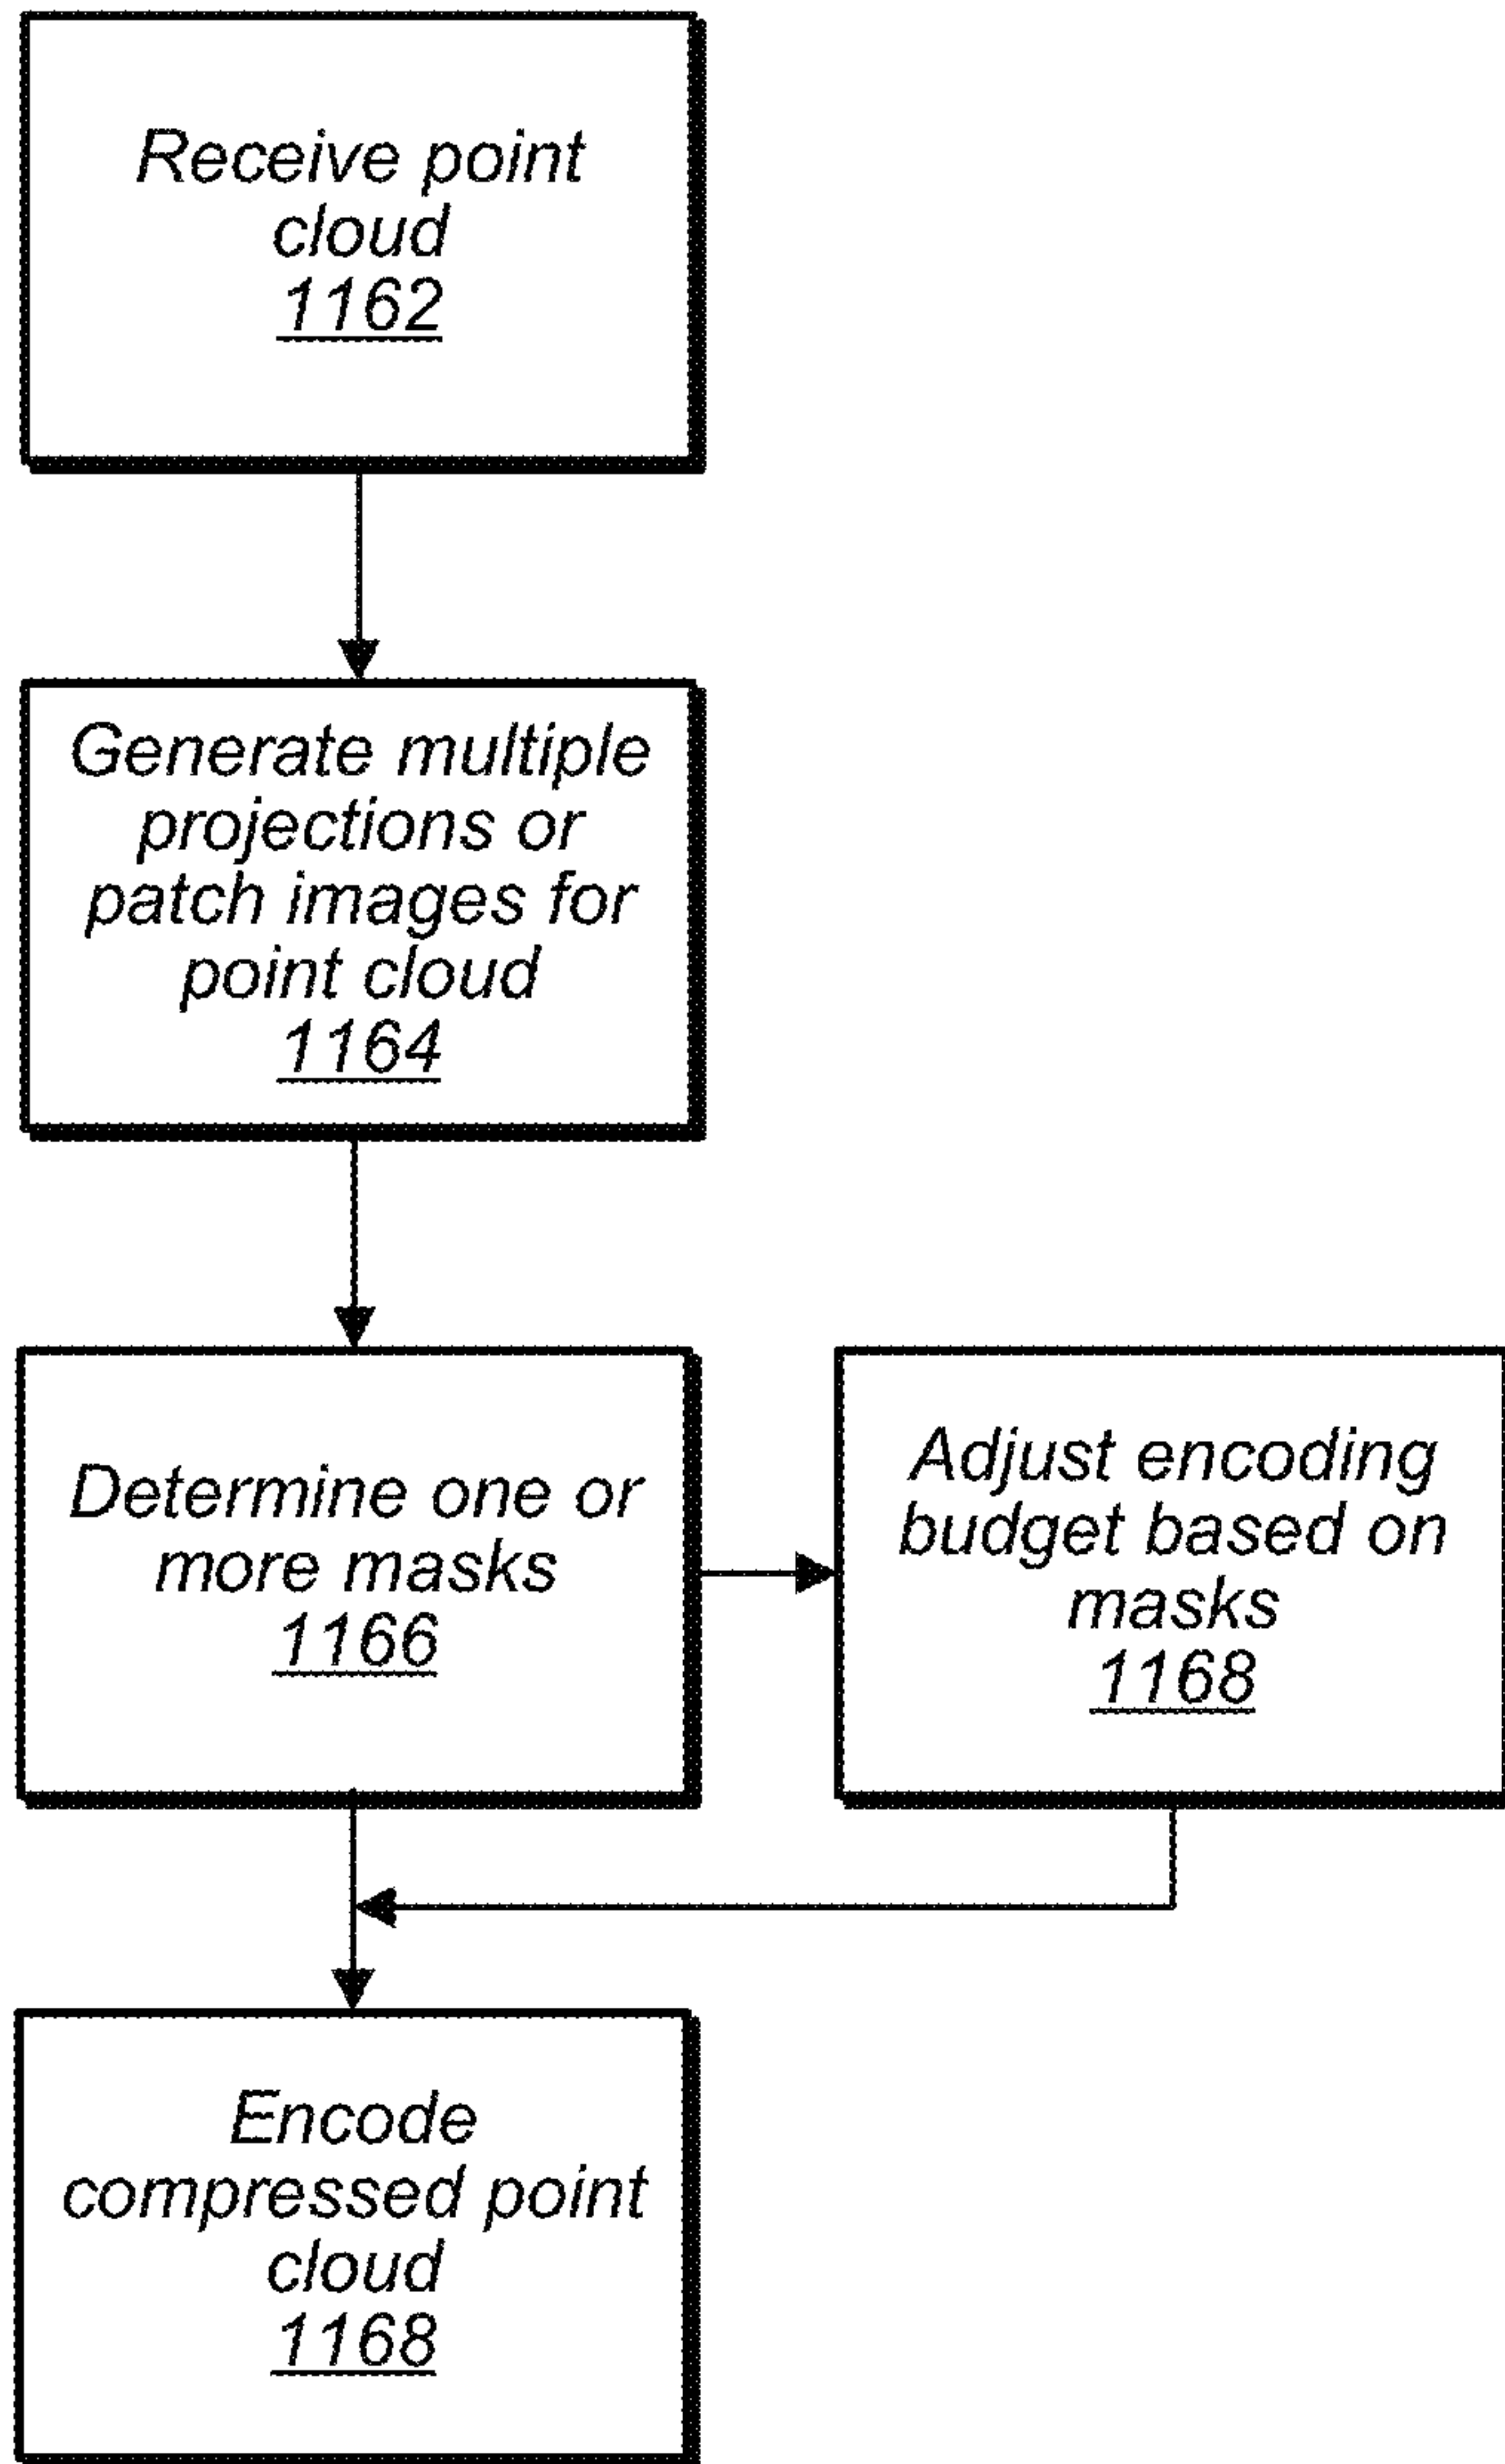 Receive point
cloud
1162
Generate multiple
projections or
patch images for
point cloud
1164
Determine one or
more masks
1166
Adjust encoding
budget based on
masks
1168
Encode
compressed point
cloud
1168